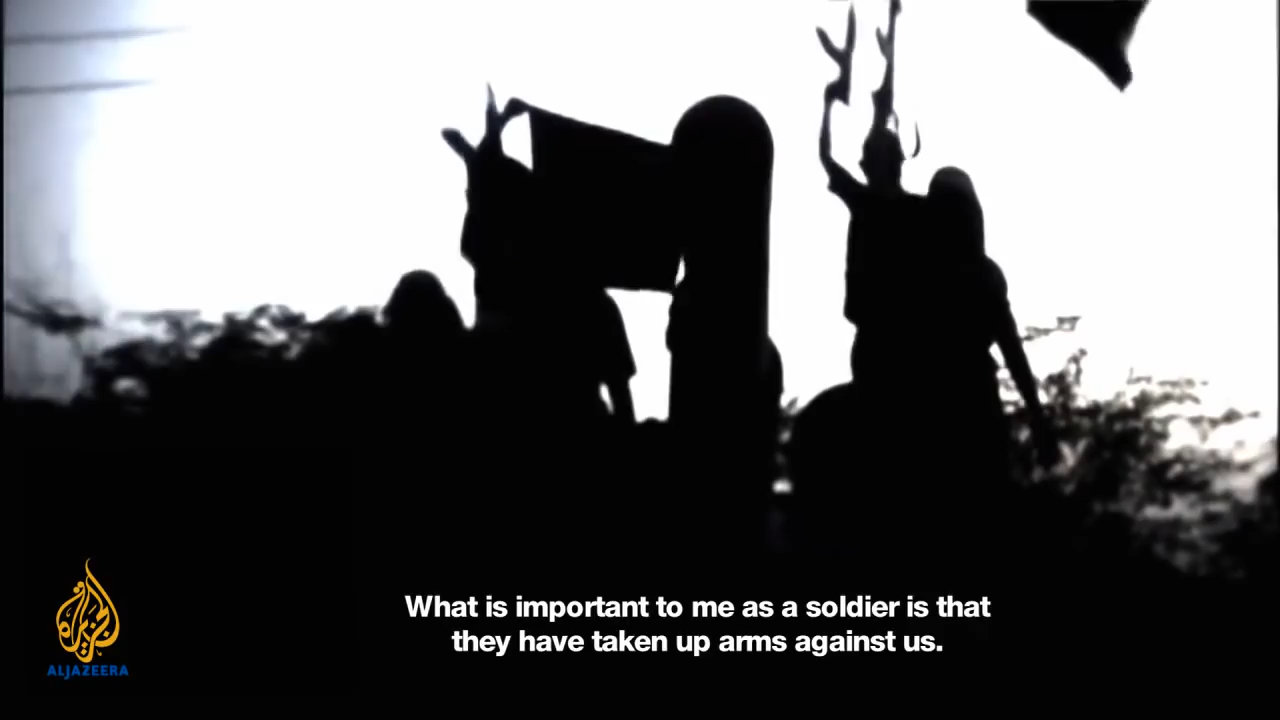 What is important to me as a soldier is that
they have taken up arms against us.
الجزيرة
ALJAZEERA